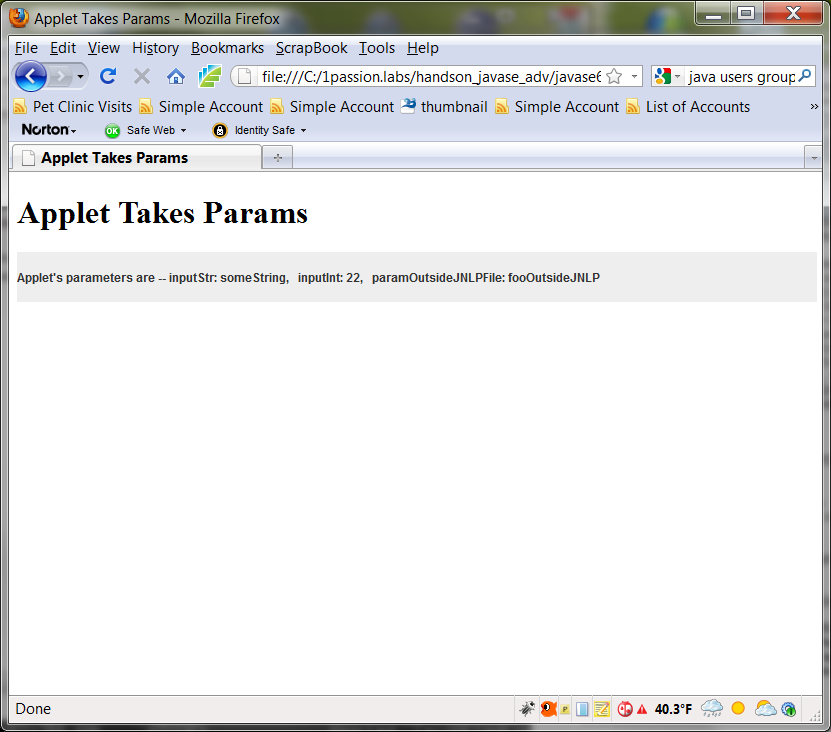 Applet Takes Params - Mozilla Firefox
File Edit View History Bookmarks ScrapBook Tools Help
file:///C:/1passion.labs/handson_javase_adv/javase6 java users group
Pet Clinic Visits Simple Account Simple Account thumbnail Simple Account List of Accounts »
Norton OK Safe Web Identity Safe
Applet Takes Params
Applet Takes Params
Applet's parameters are -- inputStr: someString, inputInt: 22, paramOutsideJNLPFile: fooOutsideJNLP
Done P 40.3°F